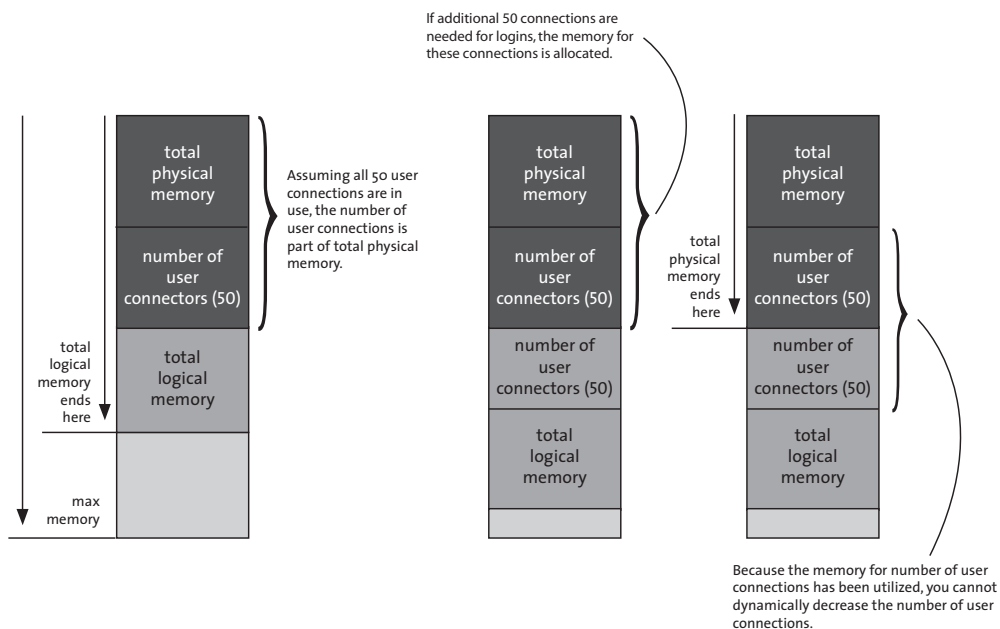 If additional 50 connections are
needed for logins, the memory for
these connections is allocated.
total
physical
memory
number of
user
connectors (50)
total
logical
memory
Assuming all 50 user
connections are in
use, the number of
user connections is
part of total physical
memory.
total
logical
memory
ends
here
max
memory
total
physical
memory
number of
user
connectors (50)
number of
user
connectors (50)
total
logical
memory
total
physical
memory
ends
here
total
physical
memory
number of
user
connectors (50)
number of
user
connectors (50)
total
logical
memory
Because the memory for number of user
connections has been utilized, you cannot
dynamically decrease the number of user
connections.